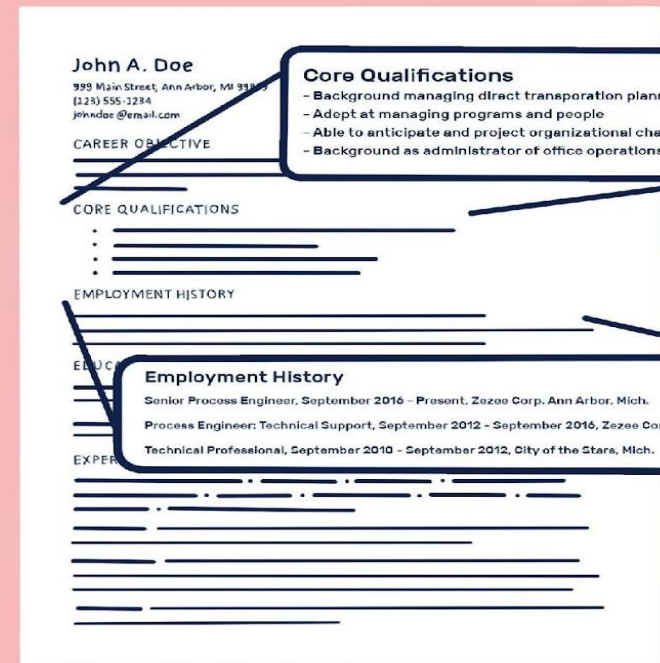 John A. Doe
999 Main Street, Ann Arbor, MI
(123) 555-1234
johndoe@email.com
CAREER OBJECTIVE
Core Qualifications
- Background managing direct transporation
- Adept at managing programs and people
- Able to anticipate and project organizational
- Background as administrator of office operations
CORE QUALIFICATIONS
EMPLOYMENT HISTORY
Employment History
Senior Process Engineer, September 2016 - Present, Zezee Corp. Ann Arbor, Mich.
Process Engineer: Technical Support, September 2012 - September 2016, Zezee
Technical Professional, September 2010 - September 2012, City of the Stars, Mich.